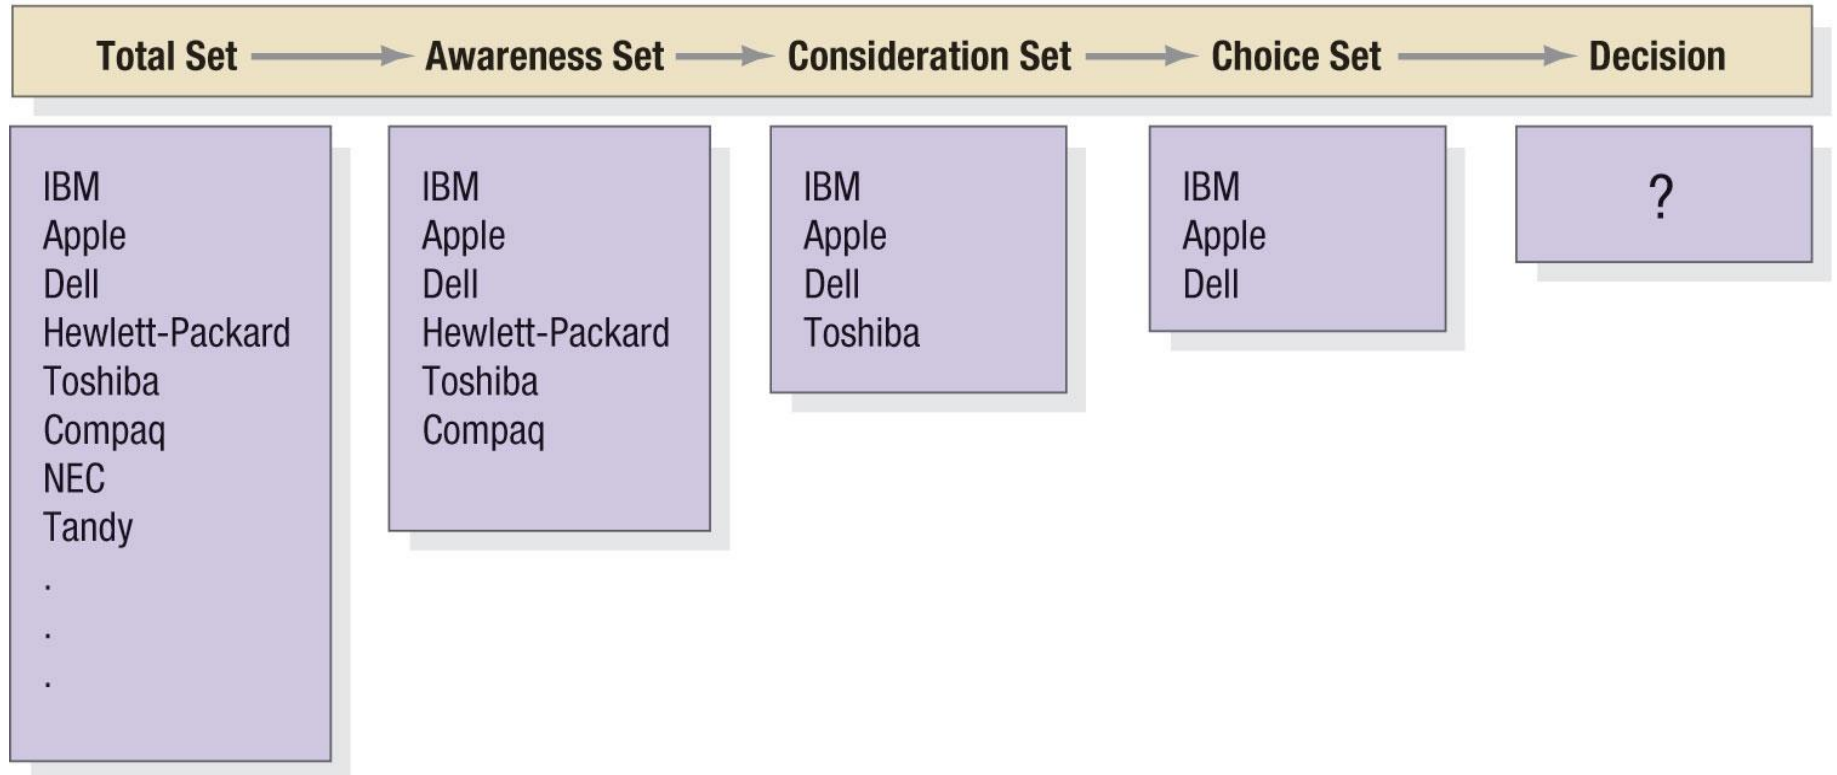 Total Set Awareness Set Consideration Set Choice Set Decision
IBM
Apple
Dell
Hewlett-Packard
Toshiba
Compaq
NEC
Tandy
.
.
.
IBM
Apple
Dell
Hewlett-Packard
Toshiba
Compaq
IBM
Apple
Dell
Toshiba
IBM
Apple
Dell
?